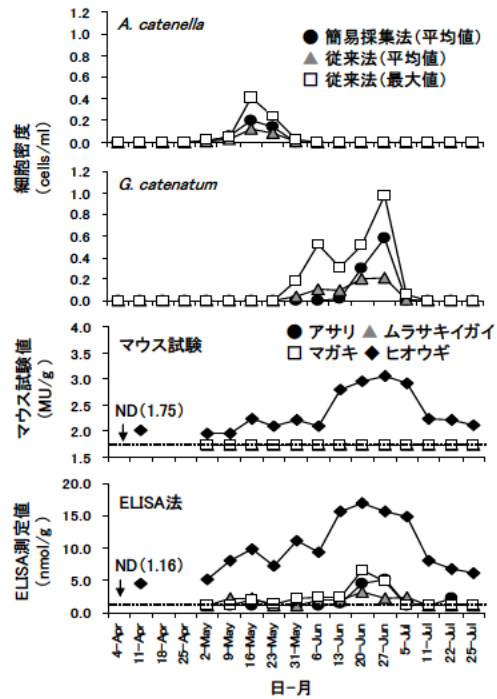 A. catenella
1.2
1.0
0.8
0.6
0.4
0.2
0.0
● 簡易採集法(平均値)
▲ 従来法(平均値)
□ 従来法(最大値)
細胞密度
(cells/ml)
G. catenatum
1.2
1.0
0.8
0.6
0.4
0.2
0.0
マウス試験値
(MU/g)
4.0
3.5
3.0
2.5
2.0
1.5
マウス試験
● アサリ ▲ ムラサキイガイ
□ マガキ ◆ ヒオウギ
ND(1.75)
ELISA測定値
(nmol/g)
20.0
15.0
10.0
5.0
0.0
ELISA法
ND(1.16)
4-Apr
11-Apr
18-Apr
25-Apr
2-May
9-May
16-May
23-May
31-May
6-Jun
13-Jun
20-Jun
27-Jun
5-Jul
11-Jul
22-Jul
25-Jul
日-月